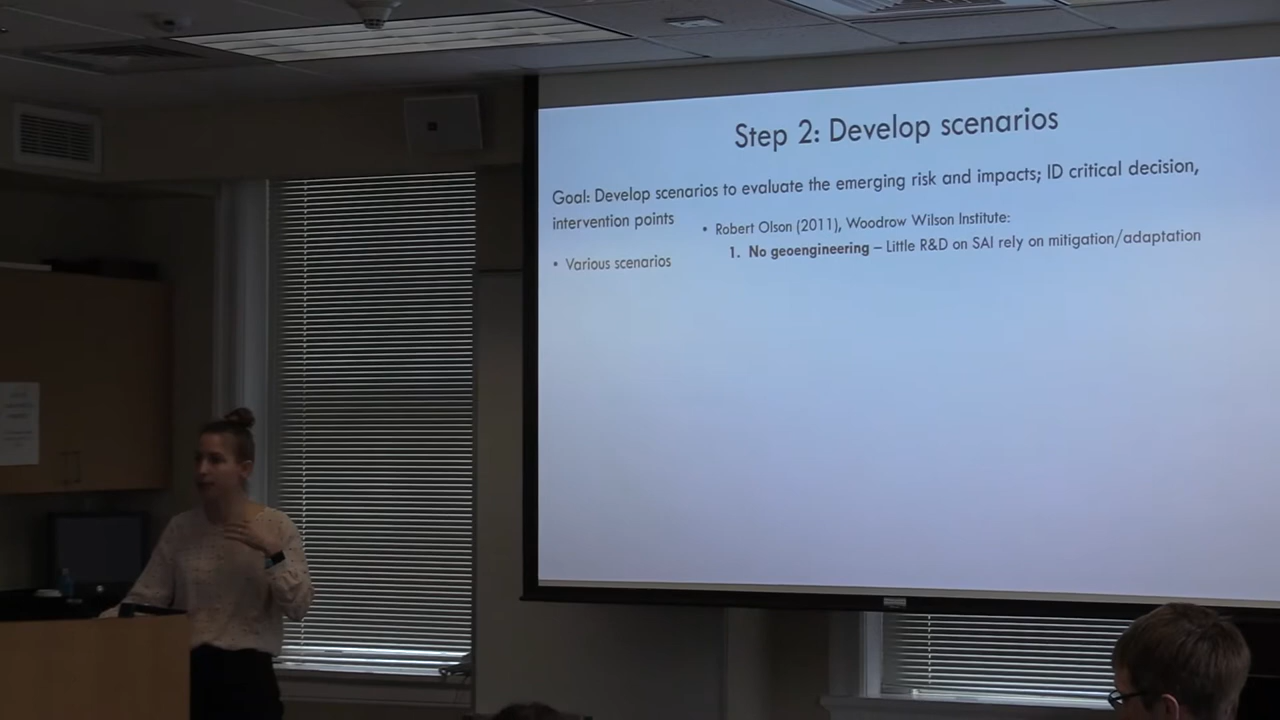 Step 2: Develop scenarios
Goal: Develop scenarios to evaluate the emerging risk and impacts; ID critical decision,
intervention points
• Various scenarios
• Robert Olson (2011), Woodrow Wilson Institute:
1. No geoengineering – Little R&D on SAI rely on mitigation/adaptation